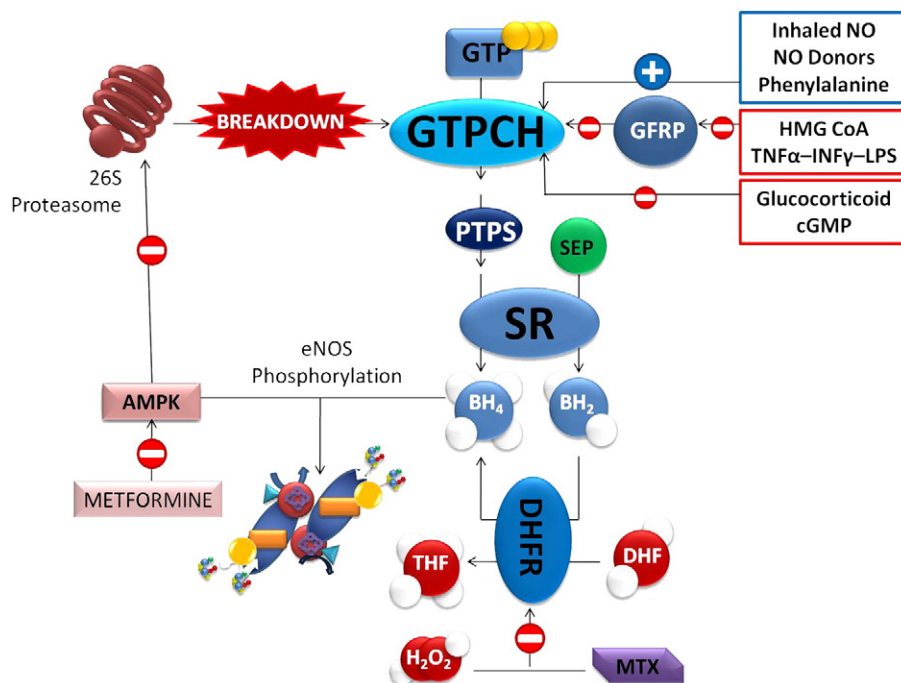 GTP
Inhaled NO
NO Donors
Phenylalanine
BREAKDOWN
GTPCH
GFRP
HMG CoA
TNFα–INFγ–LPS
26S
Proteasome
Glucocorticoid
cGMP
PTPS
SEP
SR
eNOS
Phosphorylation
AMPK
BH₄
BH₂
METFORMINE
DHFR
THF
DHF
H₂O₂
MTX